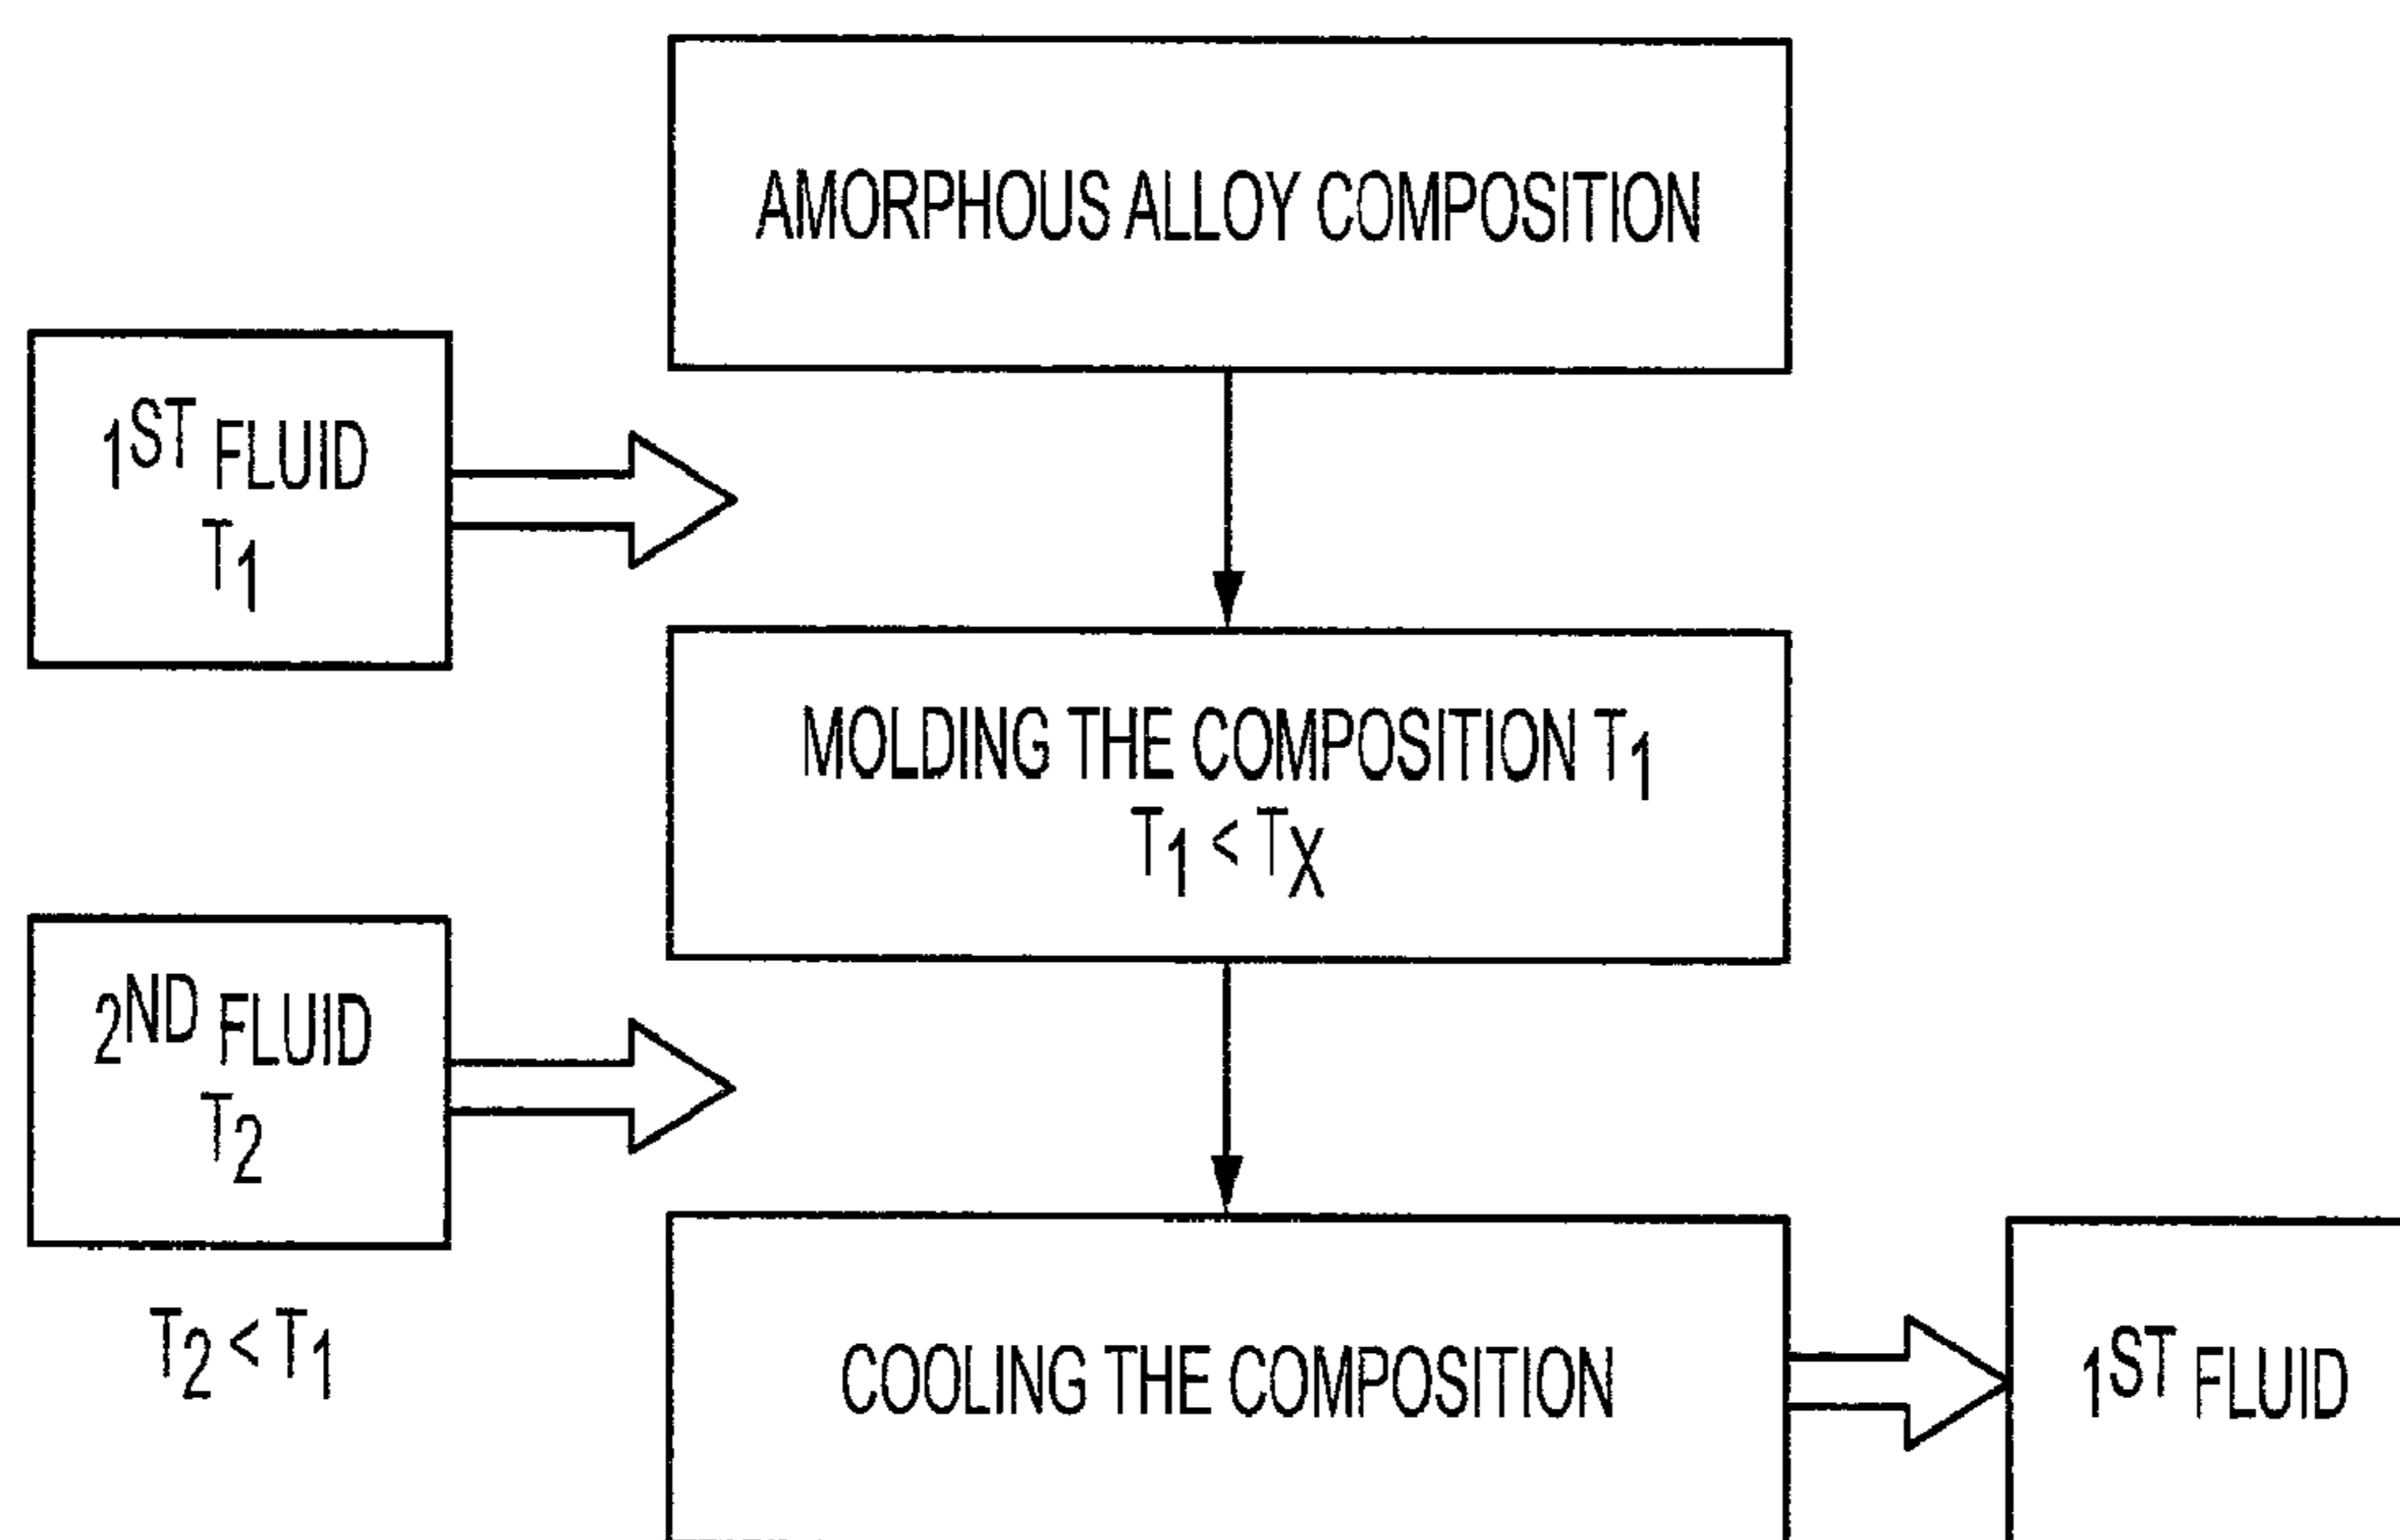 AMORPHOUS ALLOY COMPOSITION
1ST FLUID
T1
MOLDING THE COMPOSITION T1
T1 < TX
2ND FLUID
T2
T2 < T1
COOLING THE COMPOSITION
1ST FLUID